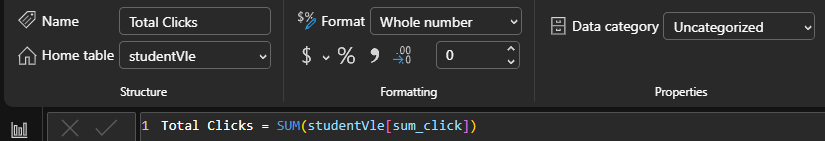 Name Total Clicks
$% Format Whole number
Data category Uncategorized
Home table studentVle
$ % , .00 →.0 0
Structure
Formatting
Properties
1 Total Clicks = SUM(studentVle[sum_click])